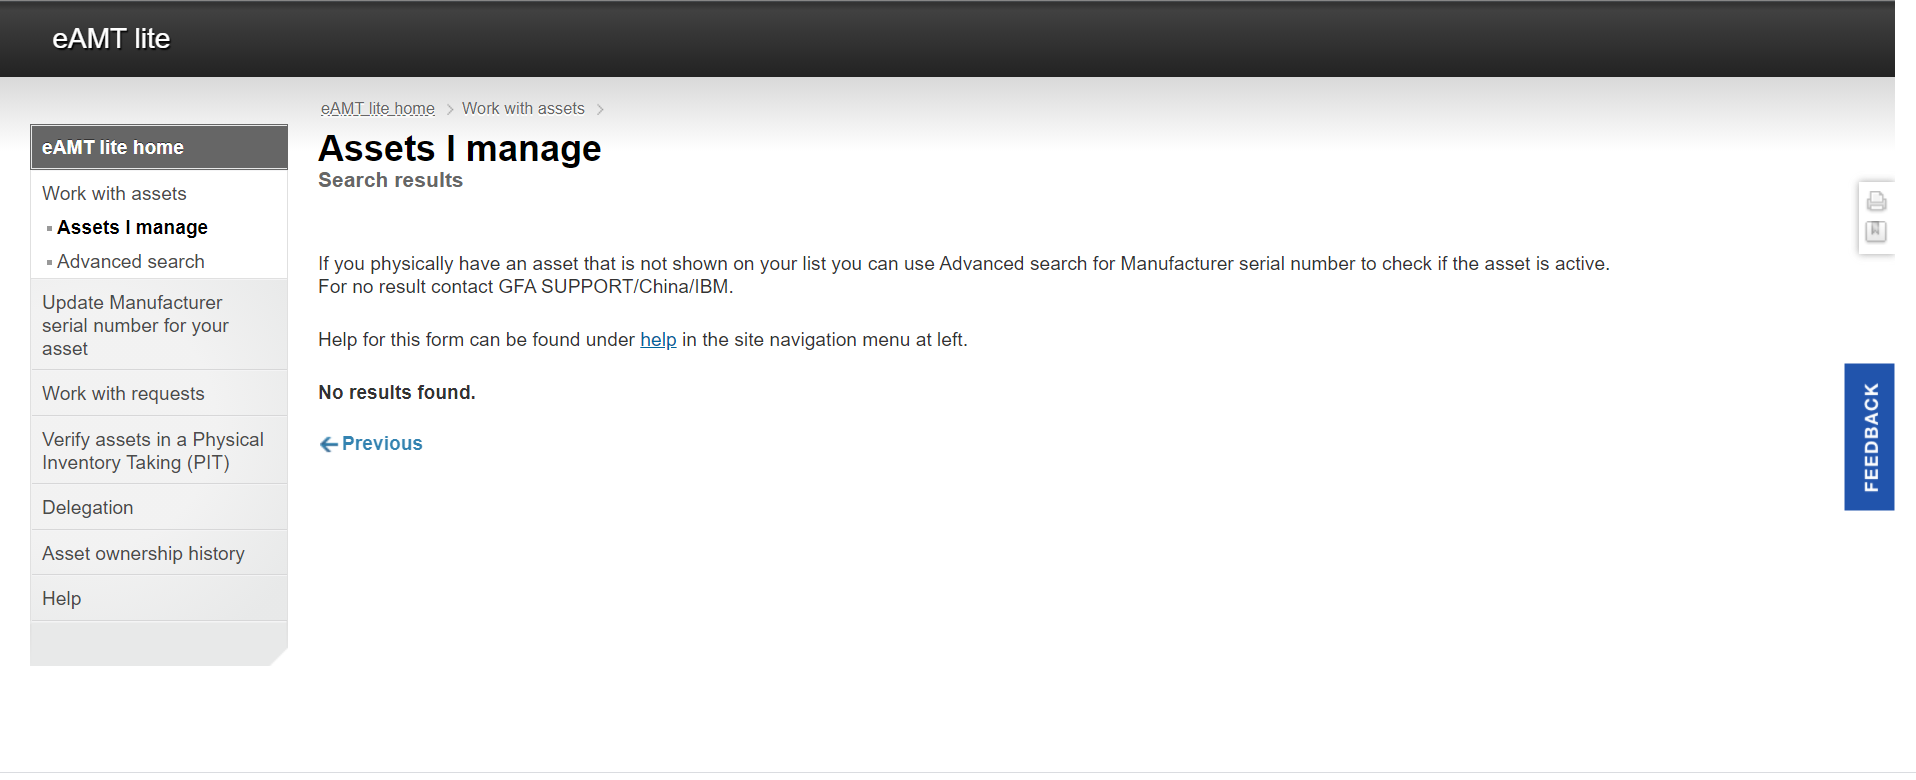 eAMT lite
eAMT lite home
Work with assets
Assets I manage
Advanced search
Update Manufacturer
serial number for your
asset
Work with requests
Verify assets in a Physical
Inventory Taking (PIT)
Delegation
Asset ownership history
Help
eAMT lite home > Work with assets >
Assets I manage
Search results
If you physically have an asset that is not shown on your list you can use Advanced search for Manufacturer serial number to check if the asset is active.
For no result contact GFA SUPPORT/China/IBM.
Help for this form can be found under help in the site navigation menu at left.
No results found.
Previous
FEEDBACK